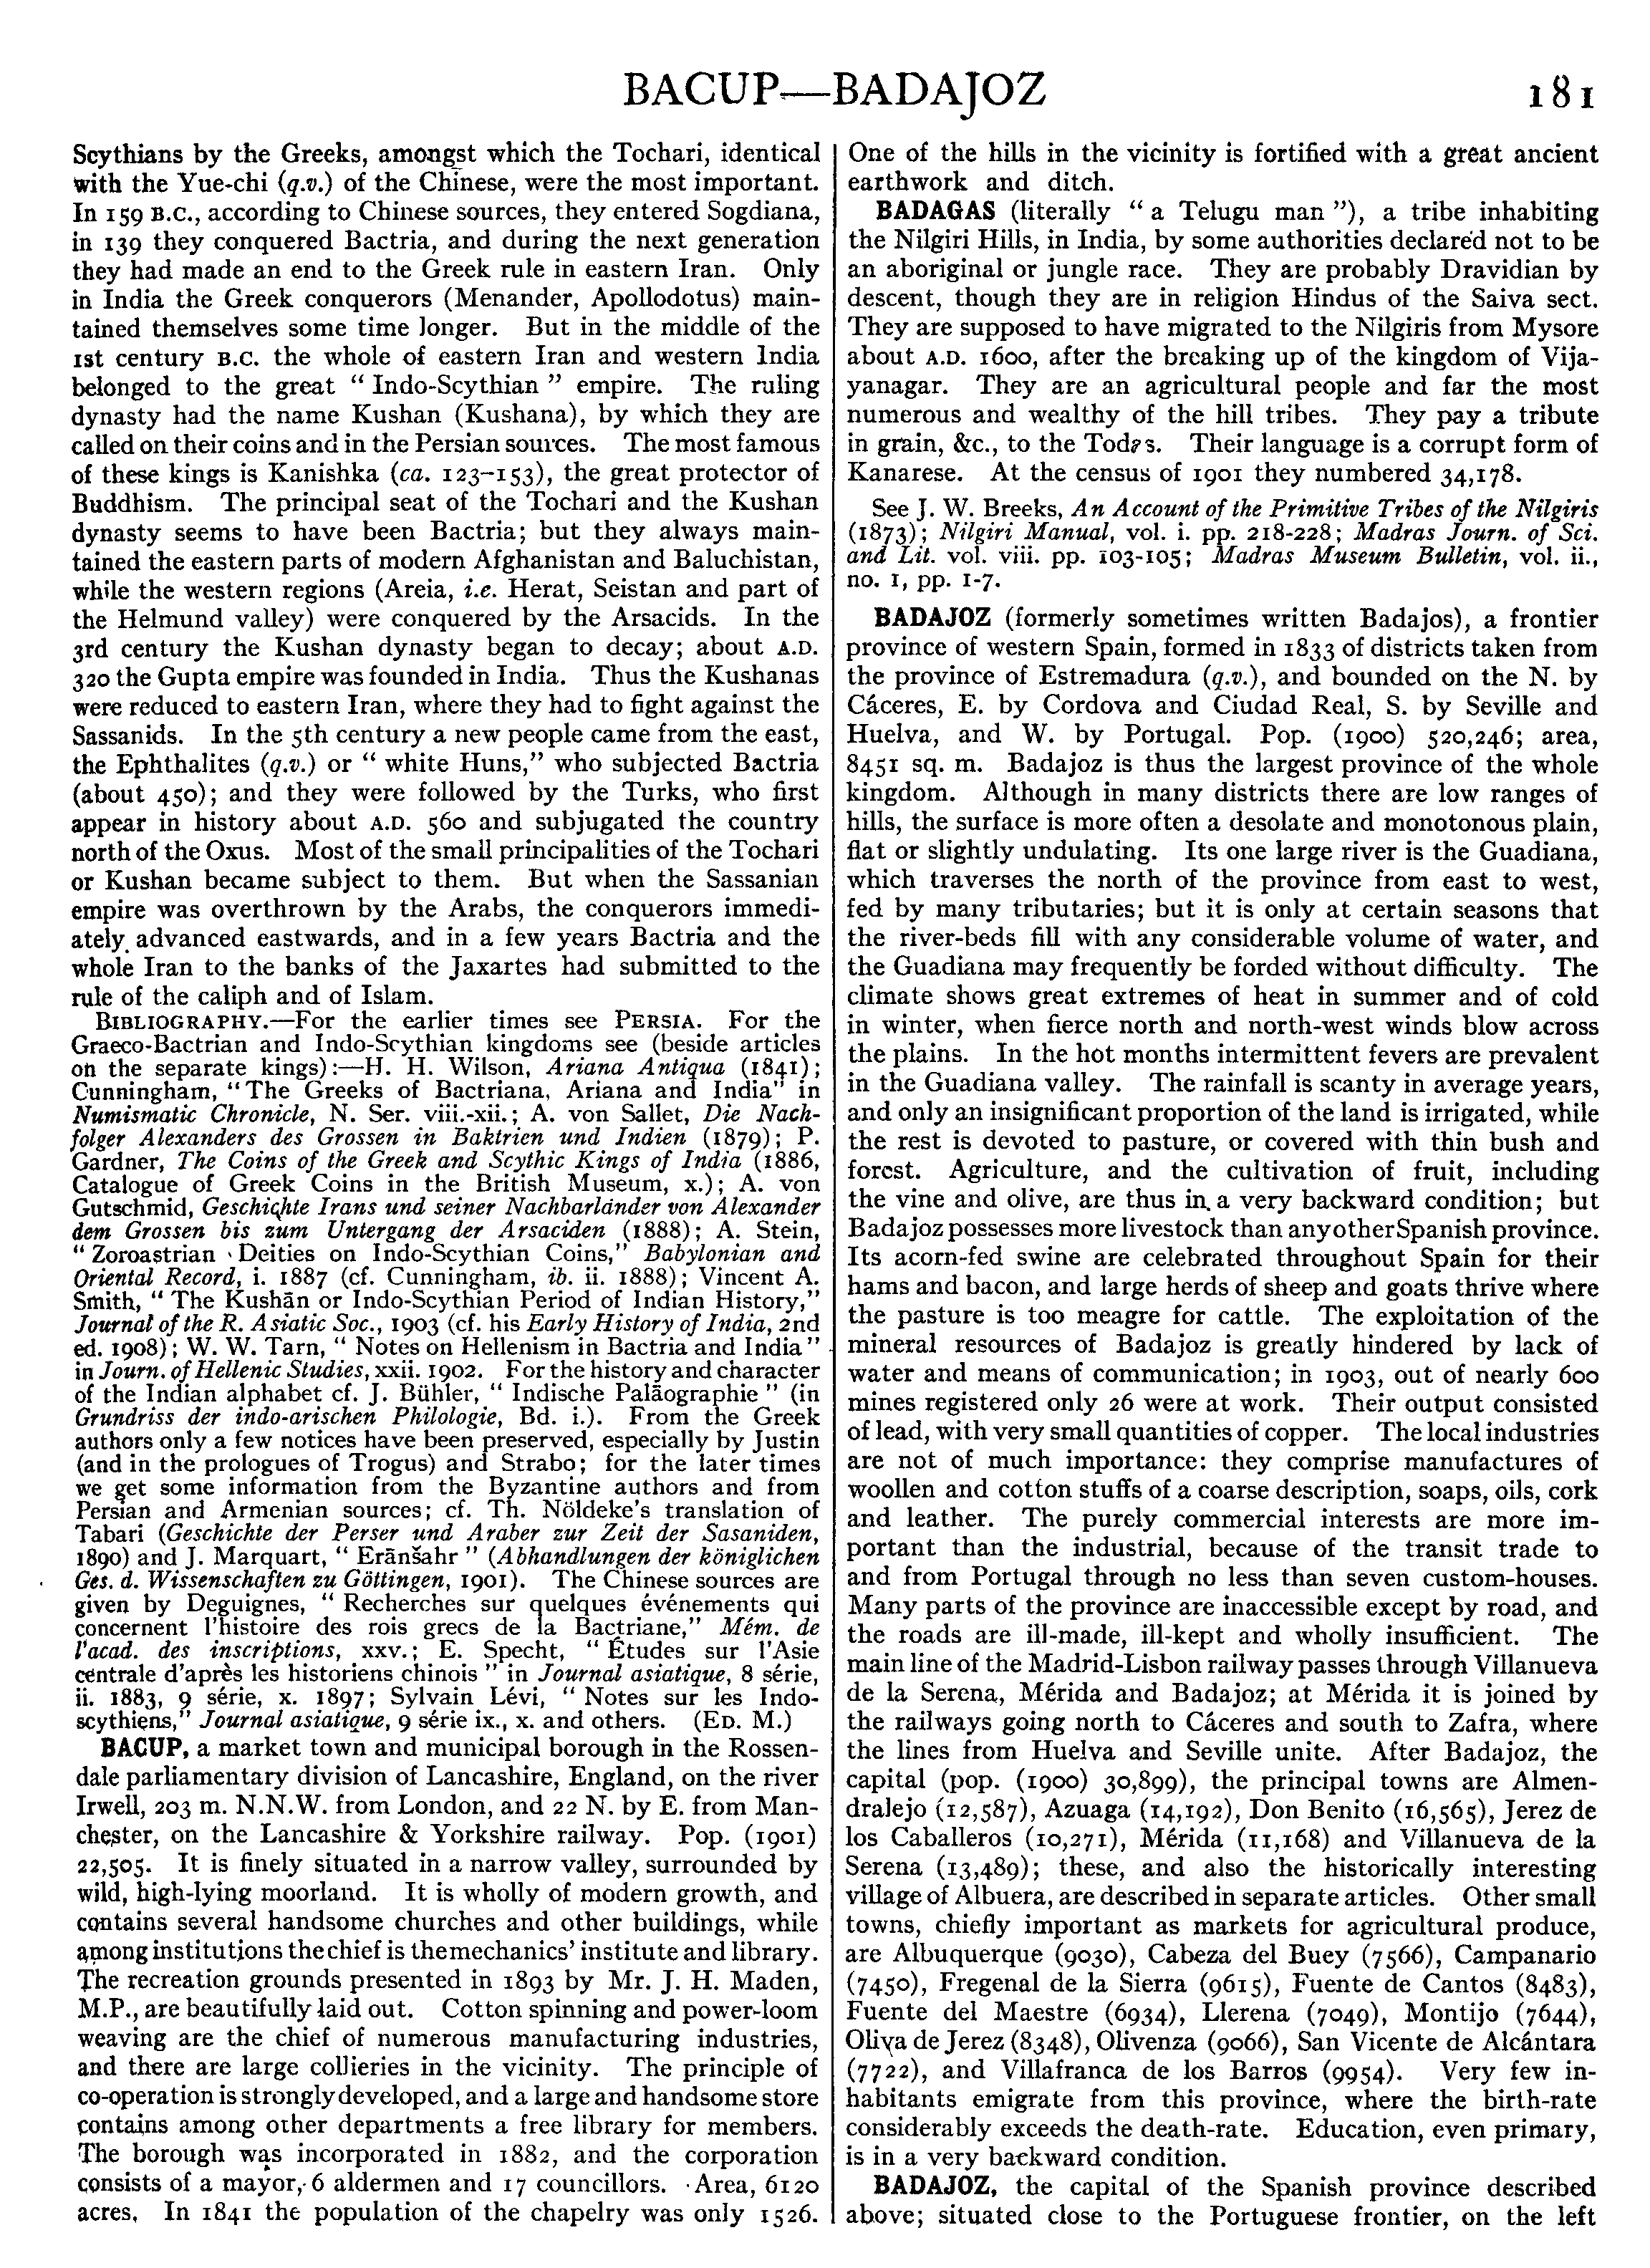 BACUP—BADAJOZ
181
Scythians by the Greeks, amongst which the Tochari, identical
with the Yue-chi (q.v.) of the Chinese, were the most important.
In 159 B.C., according to Chinese sources, they entered Sogdiana,
in 139 they conquered Bactria, and during the next generation
they had made an end to the Greek rule in eastern Iran. Only
in India the Greek conquerors (Menander, Apollodotus) main-
tained themselves some time longer. But in the middle of the
1st century B.C. the whole of eastern Iran and western India
belonged to the great “ Indo-Scythian ” empire. The ruling
dynasty had the name Kushan (Kushana), by which they are
called on their coins and in the Persian sources. The most famous
of these kings is Kanishka (ca. 123–153), the great protector of
Buddhism. The principal seat of the Tochari and the Kushan
dynasty seems to have been Bactria; but they always main-
tained the eastern parts of modern Afghanistan and Baluchistan,
while the western regions (Areia, i.e. Herat, Seistan and part of
the Helmund valley) were conquered by the Arsacids. In the
3rd century the Kushan dynasty began to decay; about A.D.
320 the Gupta empire was founded in India. Thus the Kushanas
were reduced to eastern Iran, where they had to fight against the
Sassanids. In the 5th century a new people came from the east,
the Ephthalites (q.v.) or “ white Huns,” who subjected Bactria
(about 450); and they were followed by the Turks, who first
appear in history about A.D. 560 and subjugated the country
north of the Oxus. Most of the small principalities of the Tochari
or Kushan became subject to them. But when the Sassanian
empire was overthrown by the Arabs, the conquerors immedi-
ately advanced eastwards, and in a few years Bactria and the
whole Iran to the banks of the Jaxartes had submitted to the
rule of the caliph and of Islam.
BIBLIOGRAPHY.—For the earlier times see PERSIA. For the
Graeco-Bactrian and Indo-Scythian kingdoms see (beside articles
on the separate kings):—H. H. Wilson, Ariana Antiqua (1841);
Cunningham, “The Greeks of Bactriana, Ariana and India” in
Numismatic Chronicle, N. Ser. viii.-xii.; A. von Sallet, Die Nach-
folger Alexanders des Grossen in Baktrien und Indien (1879); P.
Gardner, The Coins of the Greek and Scythic Kings of India (1886,
Catalogue of Greek Coins in the British Museum, x.); A. von
Gutschmid, Geschichte Irans und seiner Nachbarländer von Alexander
dem Grossen bis zum Untergang der Arsaciden (1888); A. Stein,
“ Zoroastrian Deities on Indo-Scythian Coins,” Babylonian and
Oriental Record, i. 1887 (cf. Cunningham, ib. ii. 1888); Vincent A.
Smith, “ The Kushān or Indo-Scythian Period of Indian History,”
Journal of the R. Asiatic Soc., 1903 (cf. his Early History of India, 2nd
ed. 1908); W. W. Tarn, “ Notes on Hellenism in Bactria and India ”
in Journ. of Hellenic Studies, xxii. 1902. For the history and character
of the Indian alphabet cf. J. Bühler, “ Indische Paläographie ” (in
Grundriss der indo-arischen Philologie, Bd. i.). From the Greek
authors only a few notices have been preserved, especially by Justin
(and in the prologues of Trogus) and Strabo; for the later times
we get some information from the Byzantine authors and from
Persian and Armenian sources; cf. Th. Nöldeke’s translation of
Tabari (Geschichte der Perser und Araber zur Zeit der Sasaniden,
1890) and J. Marquart, “ Erānšahr ” (Abhandlungen der königlichen
Ges. d. Wissenschaften zu Göttingen, 1901). The Chinese sources are
given by Deguignes, “ Recherches sur quelques événements qui
concernent l’histoire des rois grecs de la Bactriane,” Mém. de
l’acad. des inscriptions, xxv.; E. Specht, “ Études sur l’Asie
centrale d’après les historiens chinois ” in Journal asiatique, 8 série,
ii. 1883, 9 série, x. 1897; Sylvain Lévi, “ Notes sur les Indo-
scythiens,” Journal asiatique, 9 série ix., x. and others. (ED. M.)
BACUP, a market town and municipal borough in the Rossen-
dale parliamentary division of Lancashire, England, on the river
Irwell, 203 m. N.N.W. from London, and 22 N. by E. from Man-
chester, on the Lancashire & Yorkshire railway. Pop. (1901)
22,505. It is finely situated in a narrow valley, surrounded by
wild, high-lying moorland. It is wholly of modern growth, and
contains several handsome churches and other buildings, while
among institutions the chief is the mechanics’ institute and library.
The recreation grounds presented in 1893 by Mr. J. H. Maden,
M.P., are beautifully laid out. Cotton spinning and power-loom
weaving are the chief of numerous manufacturing industries,
and there are large collieries in the vicinity. The principle of
co-operation is strongly developed, and a large and handsome store
contains among other departments a free library for members.
The borough was incorporated in 1882, and the corporation
consists of a mayor, 6 aldermen and 17 councillors. Area, 6120
acres. In 1841 the population of the chapelry was only 1526.
One of the hills in the vicinity is fortified with a great ancient
earthwork and ditch.
BADAGAS (literally “ a Telugu man ”), a tribe inhabiting
the Nilgiri Hills, in India, by some authorities declared not to be
an aboriginal or jungle race. They are probably Dravidian by
descent, though they are in religion Hindus of the Saiva sect.
They are supposed to have migrated to the Nilgiris from Mysore
about A.D. 1600, after the breaking up of the kingdom of Vija-
yanagar. They are an agricultural people and far the most
numerous and wealthy of the hill tribes. They pay a tribute
in grain, &c., to the Todas. Their language is a corrupt form of
Kanarese. At the census of 1901 they numbered 34,178.
See J. W. Breeks, An Account of the Primitive Tribes of the Nilgiris
(1873); Nilgiri Manual, vol. i. pp. 218-228; Madras Journ. of Sci.
and Lit. vol. viii. pp. 103-105; Madras Museum Bulletin, vol. ii.,
no. 1, pp. 1-7.
BADAJOZ (formerly sometimes written Badajos), a frontier
province of western Spain, formed in 1833 of districts taken from
the province of Estremadura (q.v.), and bounded on the N. by
Cáceres, E. by Cordova and Ciudad Real, S. by Seville and
Huelva, and W. by Portugal. Pop. (1900) 520,246; area,
8451 sq. m. Badajoz is thus the largest province of the whole
kingdom. Although in many districts there are low ranges of
hills, the surface is more often a desolate and monotonous plain,
flat or slightly undulating. Its one large river is the Guadiana,
which traverses the north of the province from east to west,
fed by many tributaries; but it is only at certain seasons that
the river-beds fill with any considerable volume of water, and
the Guadiana may frequently be forded without difficulty. The
climate shows great extremes of heat in summer and of cold
in winter, when fierce north and north-west winds blow across
the plains. In the hot months intermittent fevers are prevalent
in the Guadiana valley. The rainfall is scanty in average years,
and only an insignificant proportion of the land is irrigated, while
the rest is devoted to pasture, or covered with thin bush and
forest. Agriculture, and the cultivation of fruit, including
the vine and olive, are thus in a very backward condition; but
Badajoz possesses more livestock than any other Spanish province.
Its acorn-fed swine are celebrated throughout Spain for their
hams and bacon, and large herds of sheep and goats thrive where
the pasture is too meagre for cattle. The exploitation of the
mineral resources of Badajoz is greatly hindered by lack of
water and means of communication; in 1903, out of nearly 600
mines registered only 26 were at work. Their output consisted
of lead, with very small quantities of copper. The local industries
are not of much importance: they comprise manufactures of
woollen and cotton stuffs of a coarse description, soaps, oils, cork
and leather. The purely commercial interests are more im-
portant than the industrial, because of the transit trade to
and from Portugal through no less than seven custom-houses.
Many parts of the province are inaccessible except by road, and
the roads are ill-made, ill-kept and wholly insufficient. The
main line of the Madrid-Lisbon railway passes through Villanueva
de la Serena, Mérida and Badajoz; at Mérida it is joined by
the railways going north to Cáceres and south to Zafra, where
the lines from Huelva and Seville unite. After Badajoz, the
capital (pop. (1900) 30,899), the principal towns are Almen-
dralejo (12,587), Azuaga (14,192), Don Benito (16,565), Jerez de
los Caballeros (10,271), Mérida (11,168) and Villanueva de la
Serena (13,489); these, and also the historically interesting
village of Albuera, are described in separate articles. Other small
towns, chiefly important as markets for agricultural produce,
are Albuquerque (9030), Cabeza del Buey (7566), Campanario
(7450), Fregenal de la Sierra (9615), Fuente de Cantos (8483),
Fuente del Maestre (6934), Llerena (7049), Montijo (7644),
Oliva de Jerez (8348), Olivenza (9066), San Vicente de Alcántara
(7722), and Villafranca de los Barros (9954). Very few in-
habitants emigrate from this province, where the birth-rate
considerably exceeds the death-rate. Education, even primary,
is in a very backward condition.
BADAJOZ, the capital of the Spanish province described
above; situated close to the Portuguese frontier, on the left